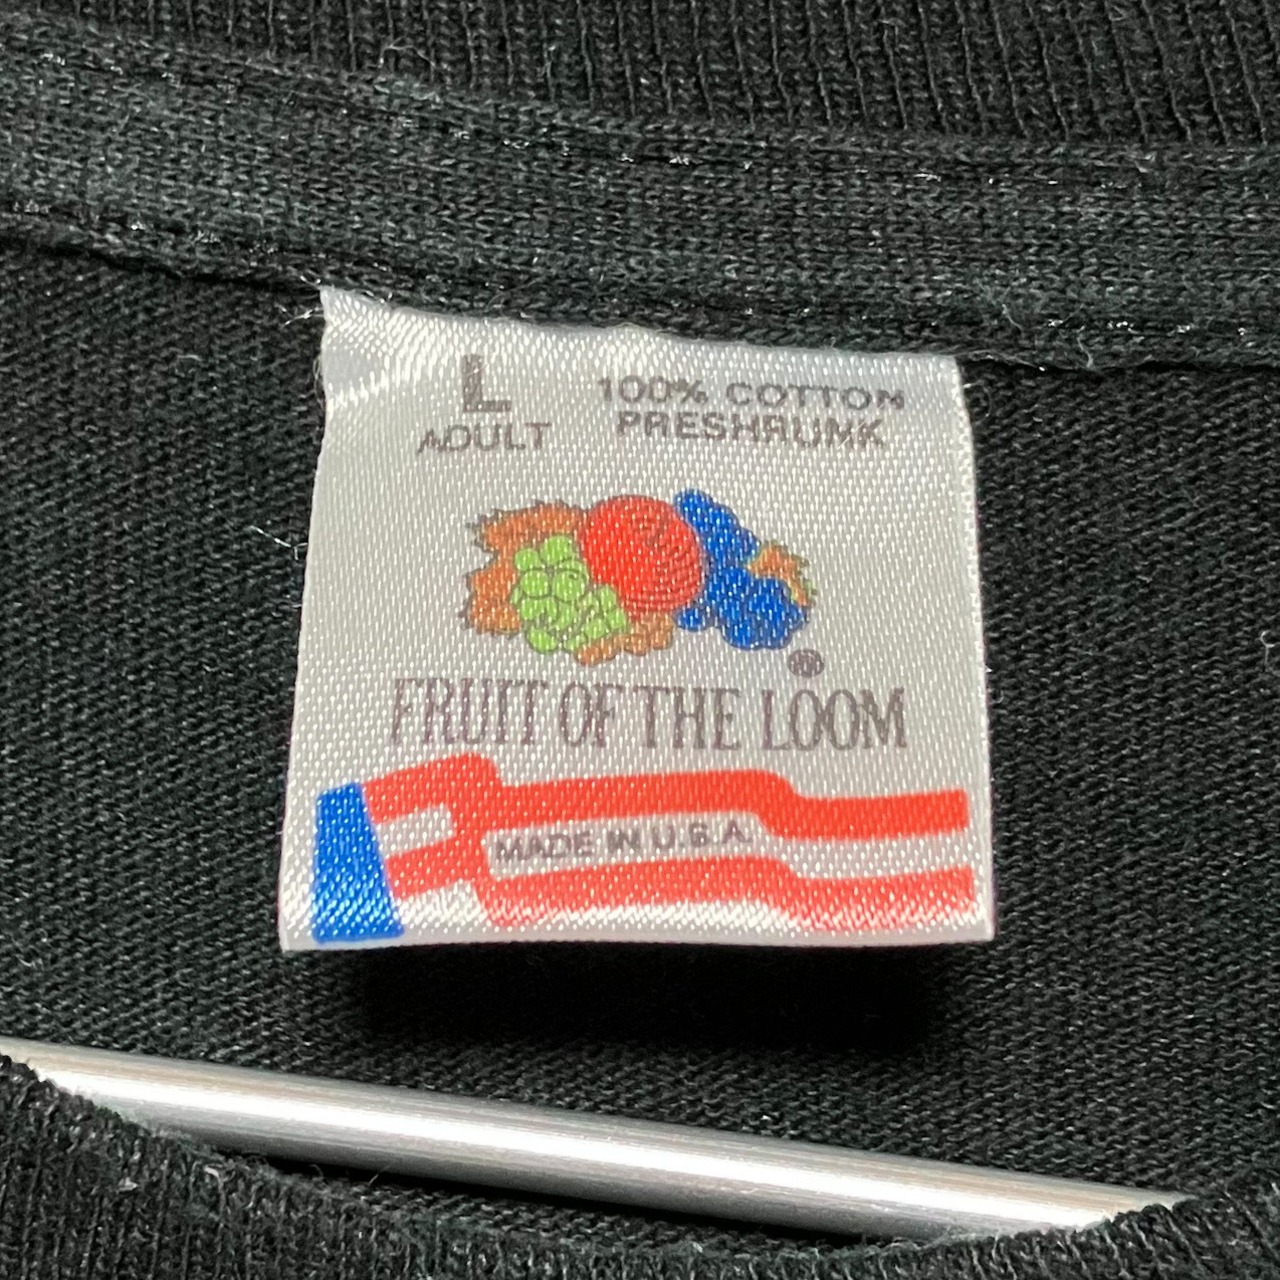 L
ADULT
100% COTTON
PRESHRUNK
®
FRUIT OF THE LOOM
MADE IN U.S.A.